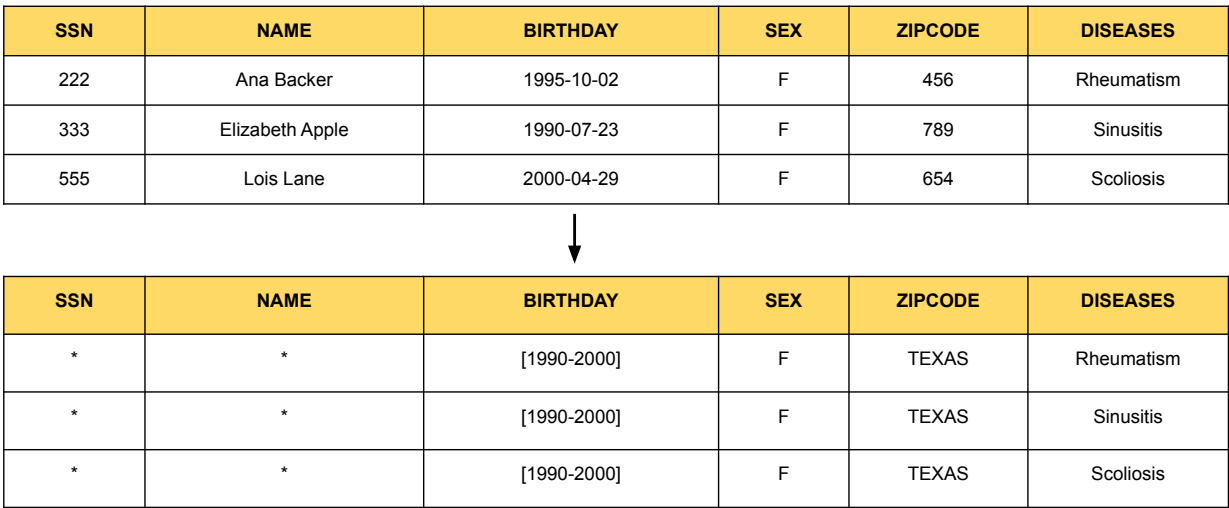 SSN NAME BIRTHDAY SEX ZIPCODE DISEASES
222 Ana Backer 1995-10-02 F 456 Rheumatism
333 Elizabeth Apple 1990-07-23 F 789 Sinusitis
555 Lois Lane 2000-04-29 F 654 Scoliosis
SSN NAME BIRTHDAY SEX ZIPCODE DISEASES
* * [1990-2000] F TEXAS Rheumatism
* * [1990-2000] F TEXAS Sinusitis
* * [1990-2000] F TEXAS Scoliosis